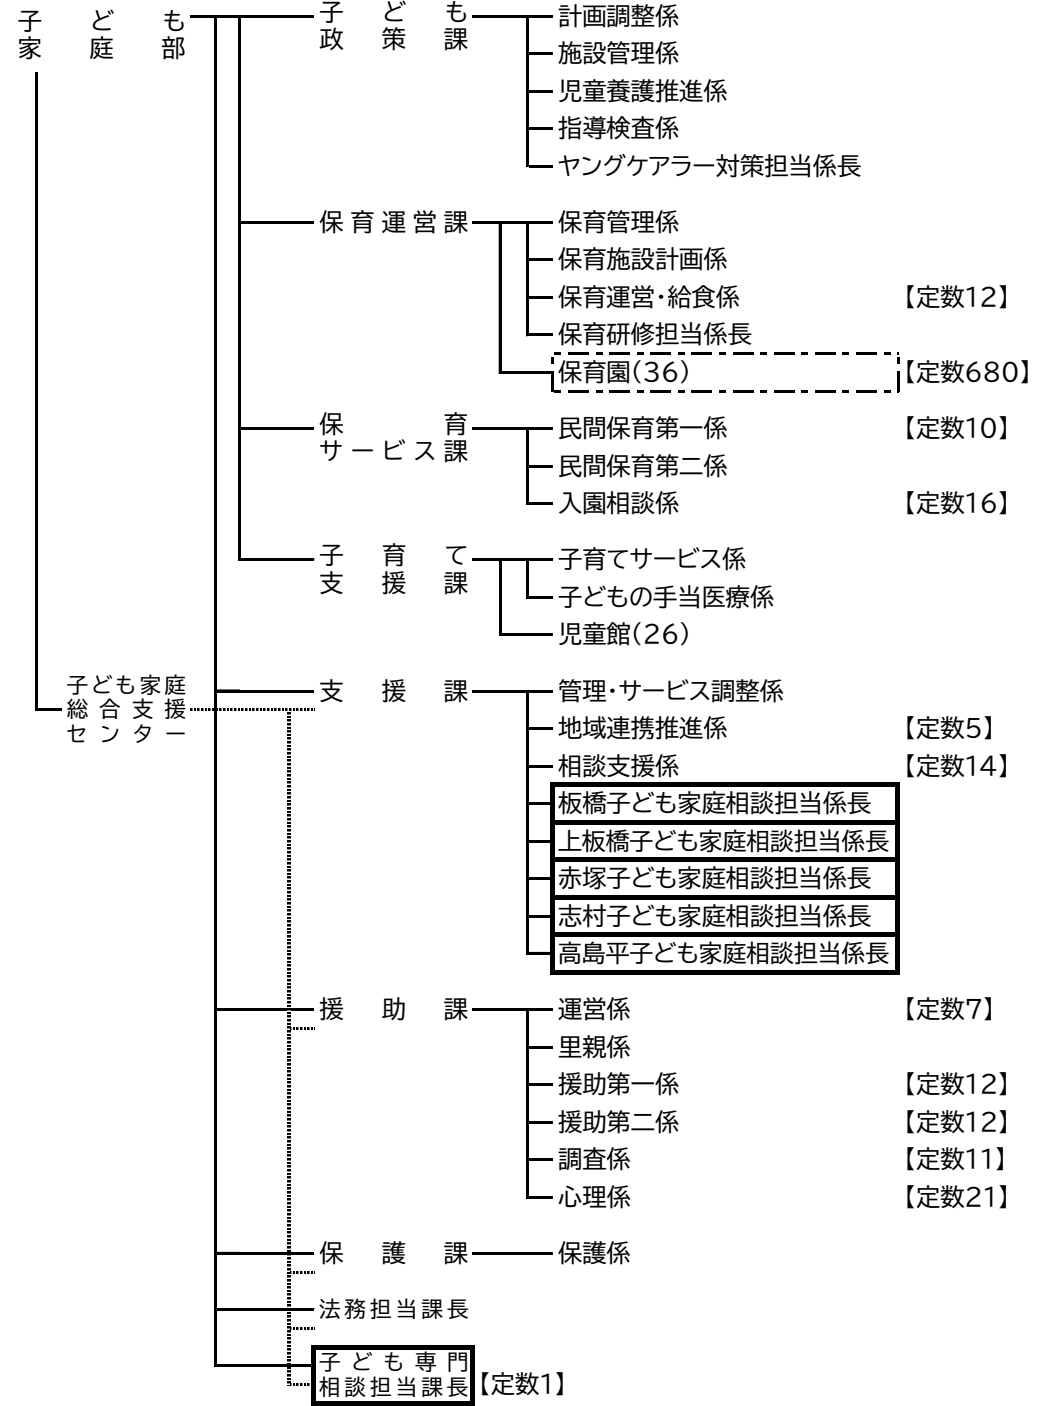 子ども
家庭部
子ども
政策課
計画調整係
施設管理係
児童養護推進係
指導検査係
ヤングケアラー対策担当係長
保育運営課
保育管理係
保育施設計画係
保育運営・給食係 【定数12】
保育研修担当係長
保育園(36) 【定数680】
保育
サービス課
民間保育第一係 【定数10】
民間保育第二係
入園相談係 【定数16】
子育て
支援課
子育てサービス係
子どもの手当医療係
児童館(26)
子ども家庭
総合支援
センター
支援課
管理・サービス調整係
地域連携推進係 【定数5】
相談支援係 【定数14】
板橋子ども家庭相談担当係長
上板橋子ども家庭相談担当係長
赤塚子ども家庭相談担当係長
志村子ども家庭相談担当係長
高島平子ども家庭相談担当係長
援助課
運営係 【定数7】
里親係
援助第一係 【定数12】
援助第二係 【定数12】
調査係 【定数11】
心理係 【定数21】
保護課
保護係
法務担当課長
子ども専門
相談担当課長 【定数1】